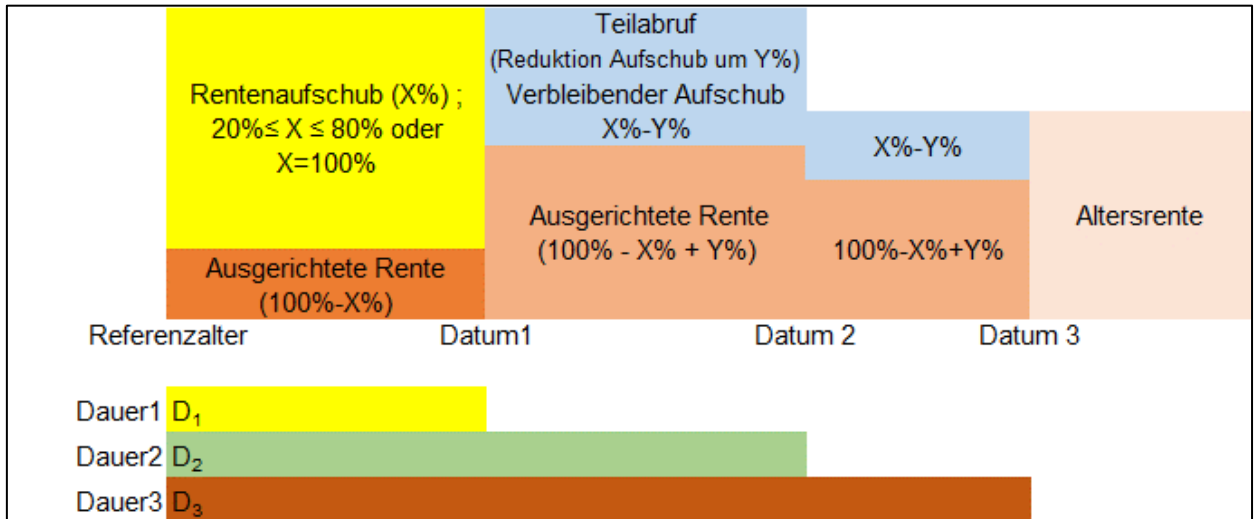 Rentenaufschub (X%) ;
20%≤ X ≤ 80% oder
X=100%
Ausgerichtete Rente
(100%-X%)
Teilabruf
(Reduktion Aufschub um Y%)
Verbleibender Aufschub
X%-Y%
Ausgerichtete Rente
(100% - X% + Y%)
X%-Y%
100%-X%+Y%
Altersrente
Referenzalter
Datum1
Datum 2
Datum 3
Dauer1 D₁
Dauer2 D₂
Dauer3 D₃